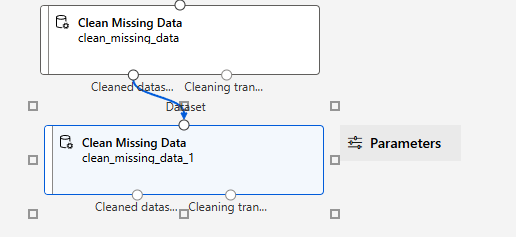 Clean Missing Data
clean_missing_data
Cleaned datas... Cleaning tran...
Dataset
Clean Missing Data
clean_missing_data_1
Parameters
Cleaned datas... Cleaning tran...